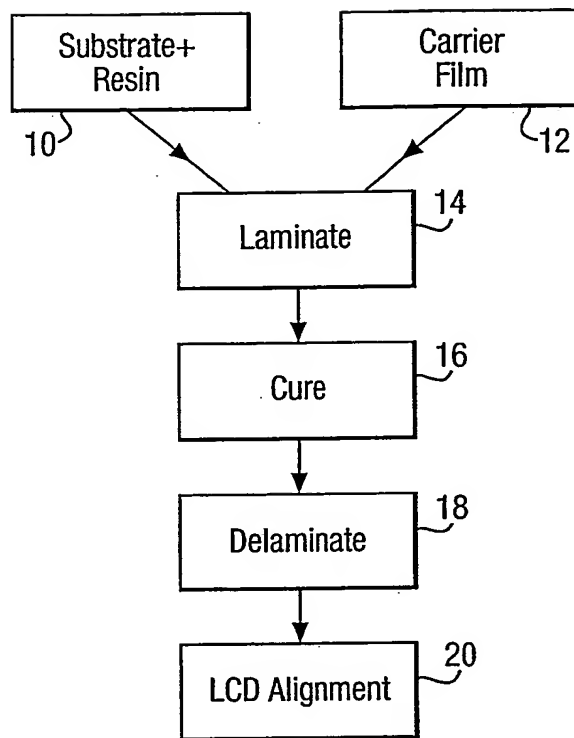 Substrate+
Resin
10
Carrier
Film
12
Laminate
14
Cure
16
Delaminate
18
LCD Alignment
20